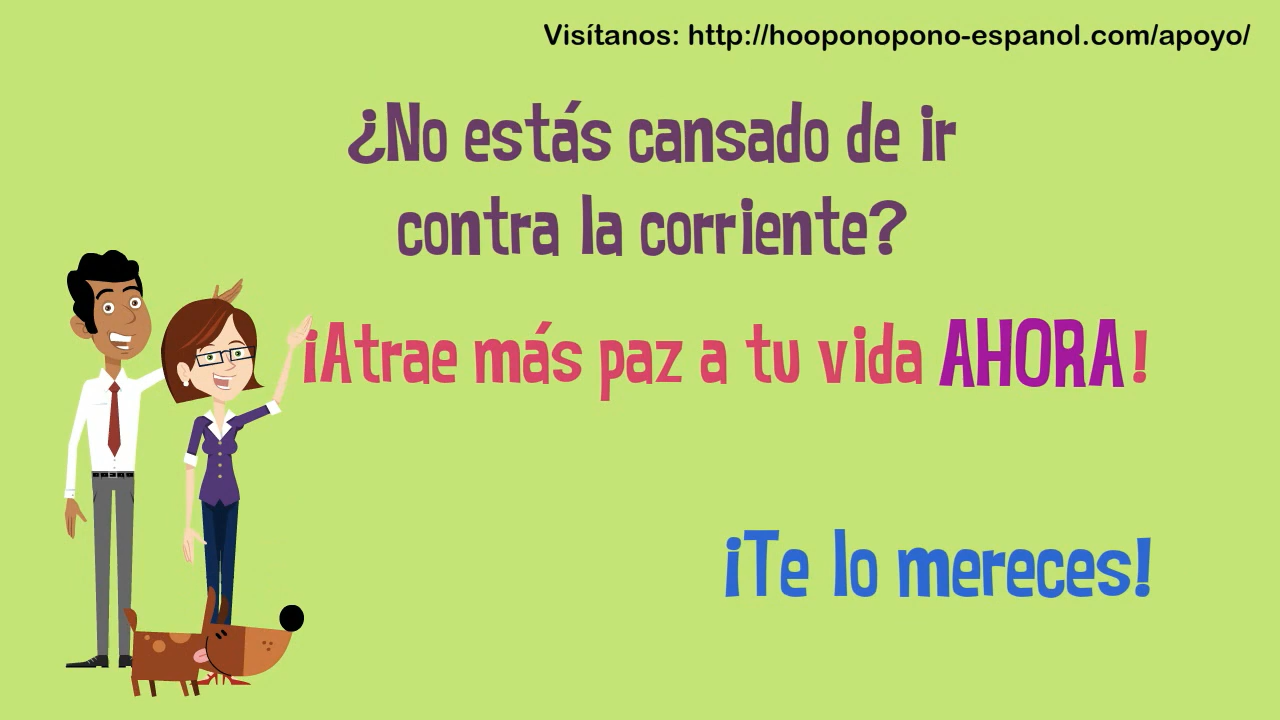 Visítanos: http://hooponopono-espanol.com/apoyo/
¿No estás cansado de ir
contra la corriente?
¡Atrae más paz a tu vida AHORA!
¡Te lo mereces!